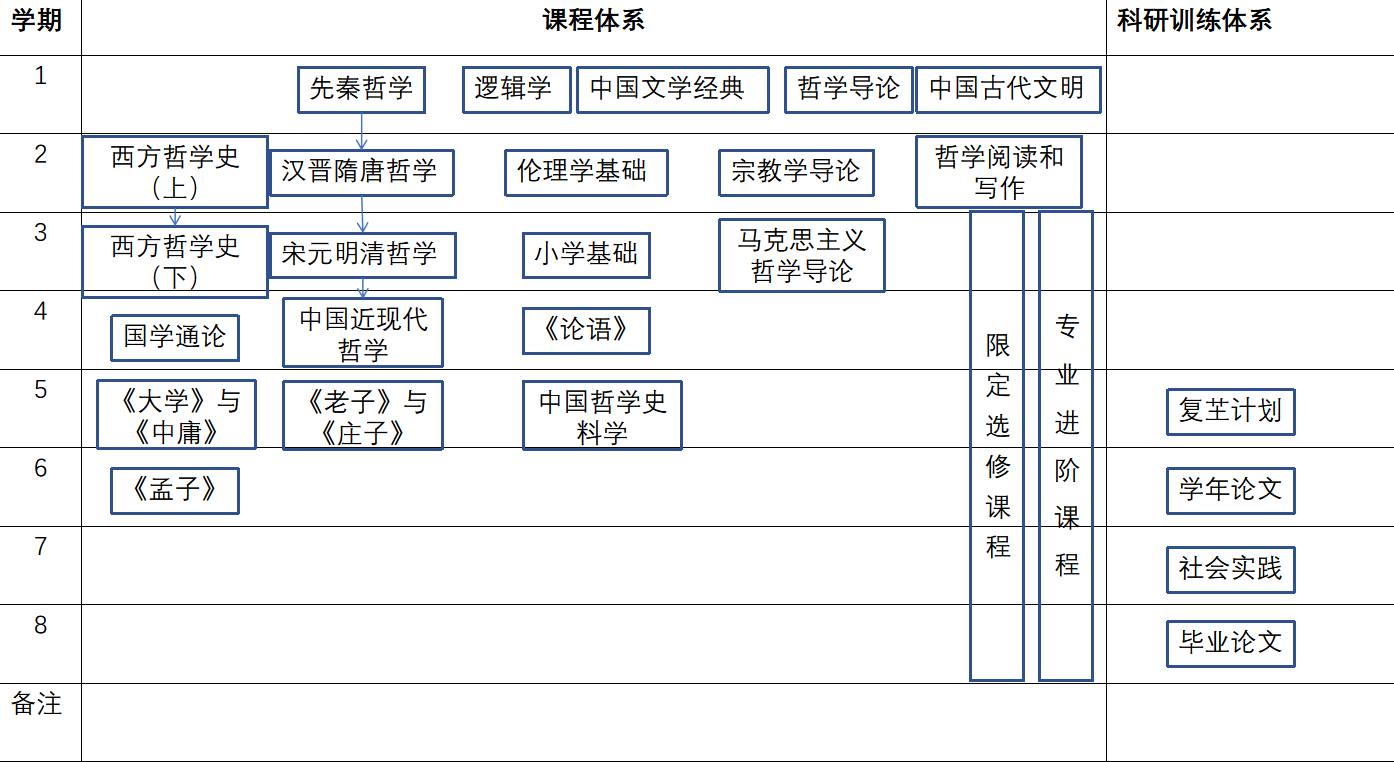 学期
课程体系
科研训练体系
1
先秦哲学
逻辑学
中国文学经典
哲学导论
中国古代文明
2
西方哲学史
（上）
汉晋隋唐哲学
伦理学基础
宗教学导论
哲学阅读和
写作
3
西方哲学史
（下）
宋元明清哲学
小学基础
马克思主义
哲学导论
4
国学通论
中国近现代
哲学
《论语》
限定选修课程
专业进阶课程
5
《大学》与
《中庸》
《老子》与
《庄子》
中国哲学史
料学
复芏计划
6
《孟子》
学年论文
7
社会实践
8
毕业论文
备注